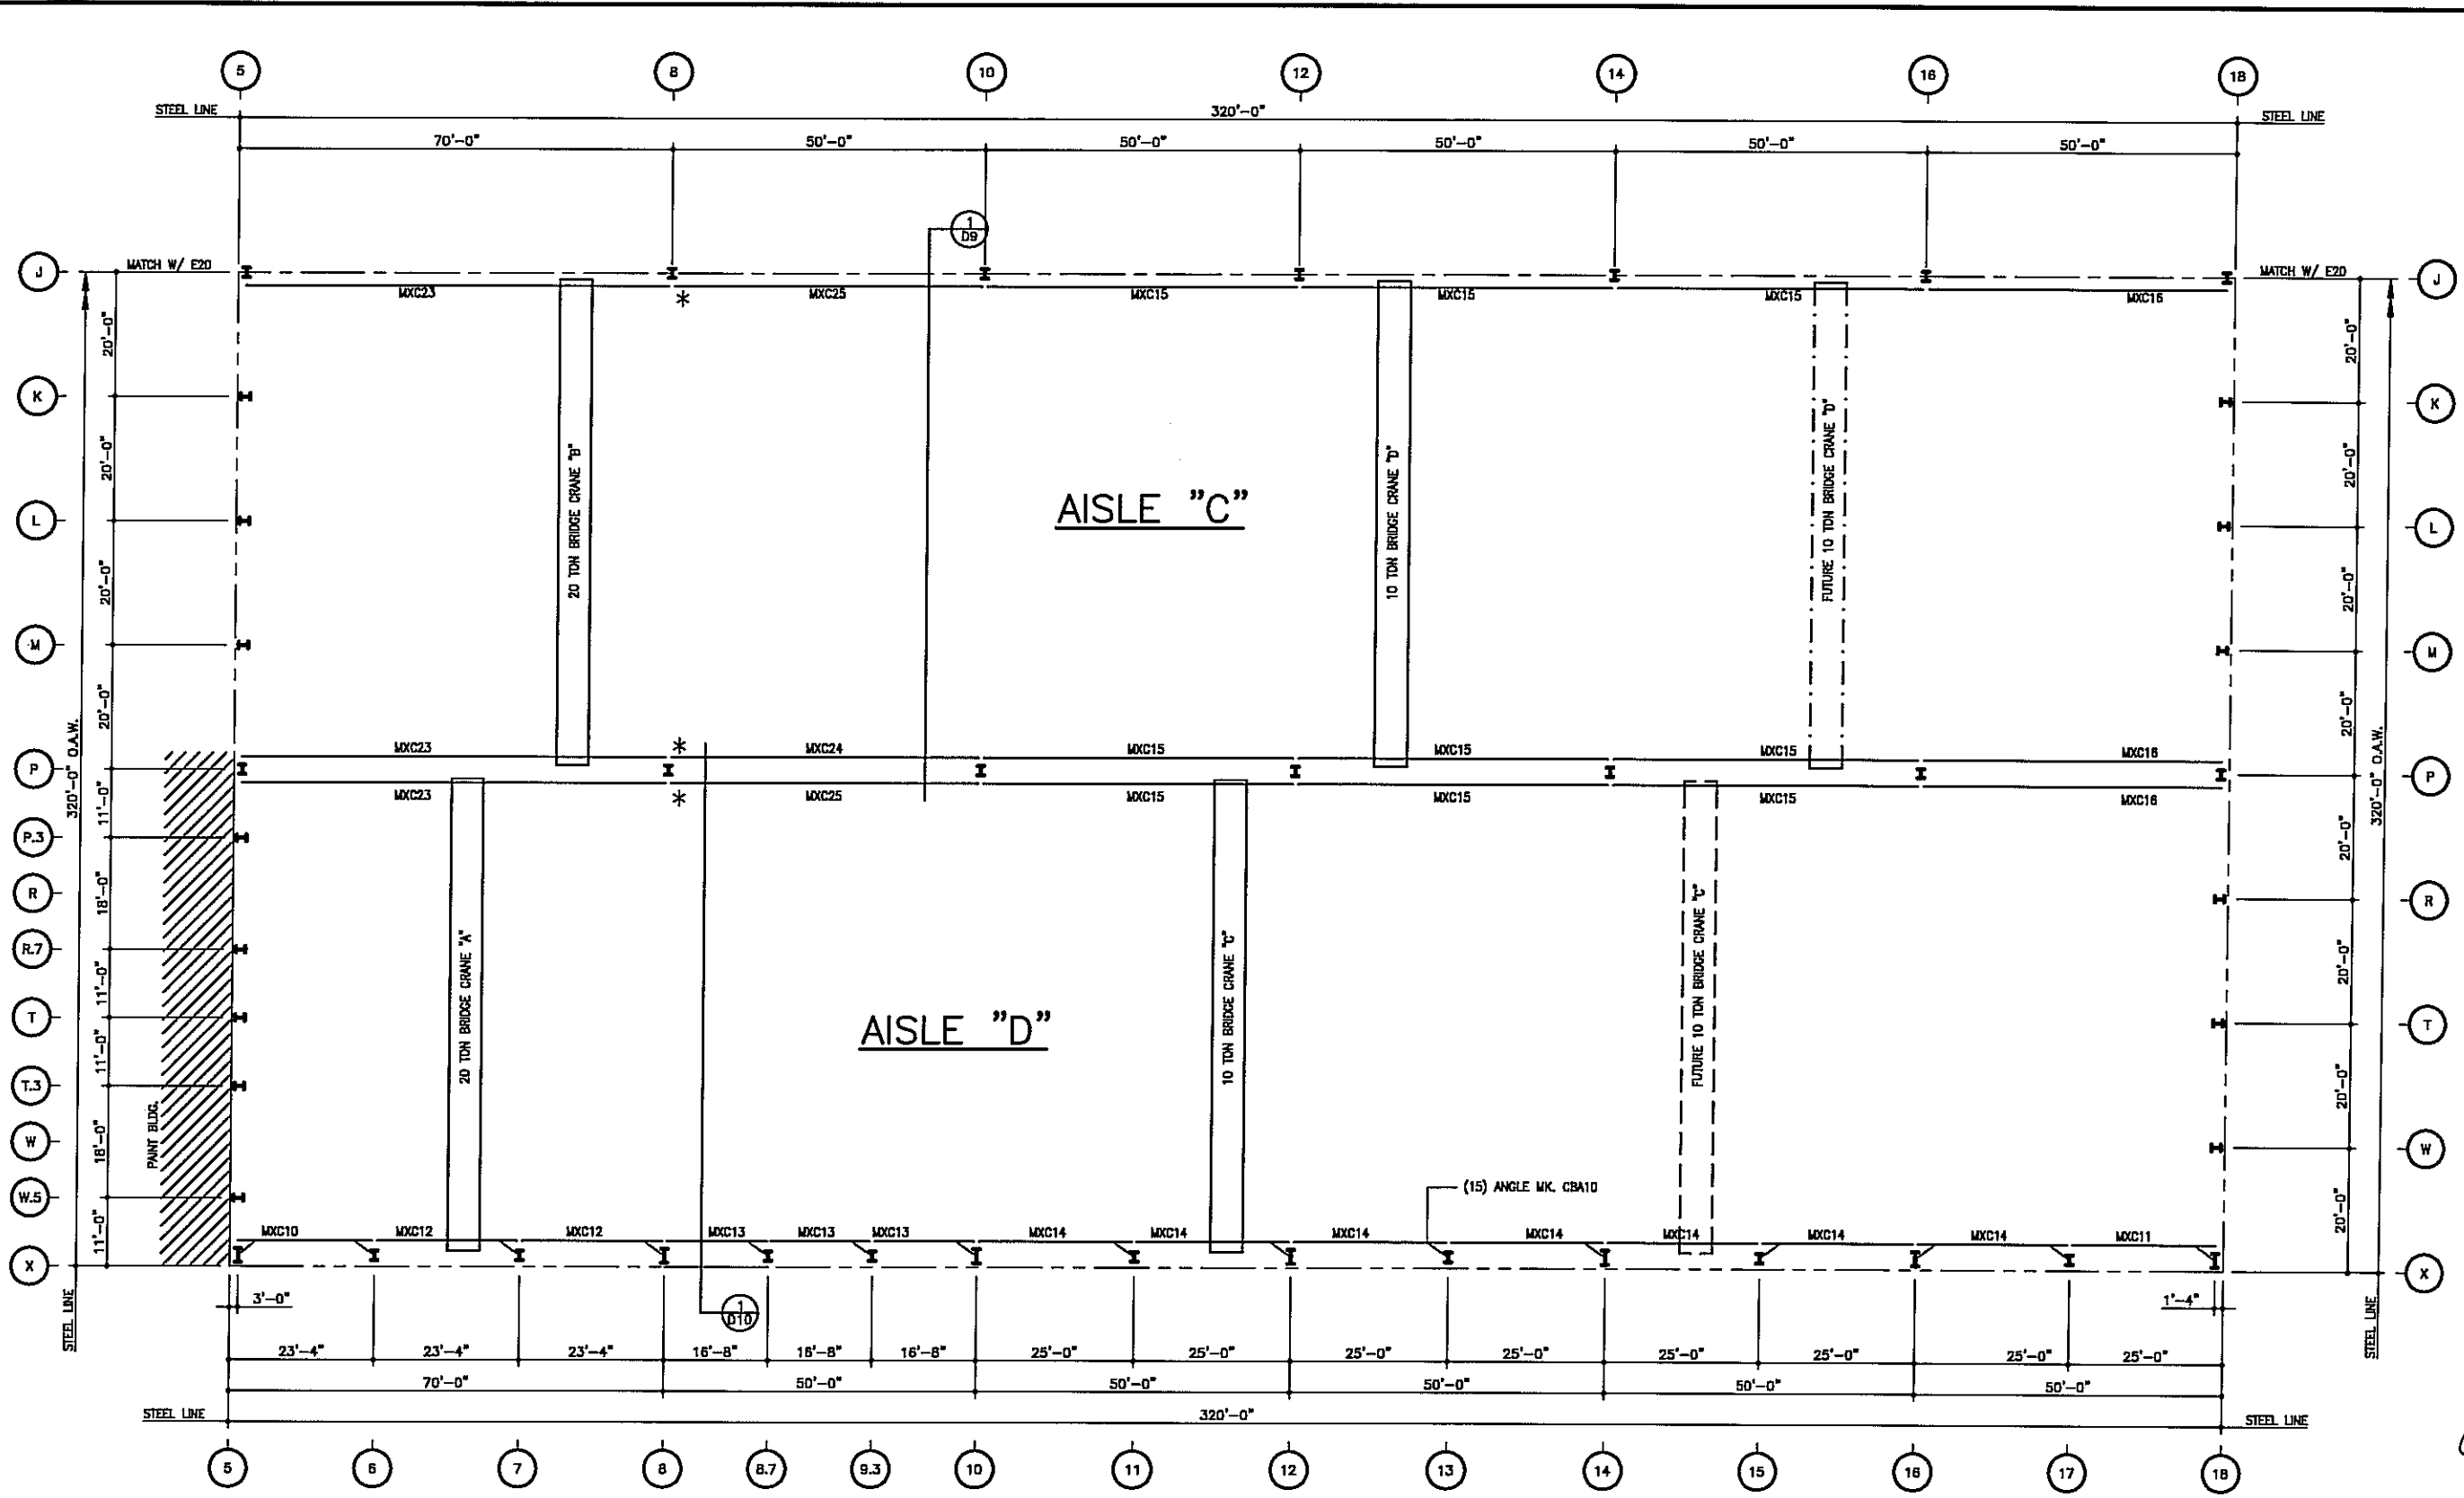 5 8 10 12 14 16 18
STEEL LINE 320'-0" STEEL LINE
70'-0" 50'-0" 50'-0" 50'-0" 50'-0" 50'-0"
1
D9
J MATCH W/ E20 MATCH W/ E20 J
MXC23 MXC25 MXC15 MXC15 MXC15 MXC16
*
20'-0" 20'-0"
K K
20'-0" 20'-0"
20 TON BRIDGE CRANE "B"
10 TON BRIDGE CRANE "D"
FUTURE 10 TON BRIDGE CRANE "D"
AISLE "C"
L L
20'-0" 20'-0"
M M
20'-0" 20'-0"
320'-0" O.A.W. 320'-0" O.A.W.
MXC23 * MXC24 MXC15 MXC15 MXC15 MXC16
P P
MXC23 * MXC25 MXC15 MXC15 MXC15 MXC16
11'-0" 20'-0"
P.3
R R
18'-0" 20'-0"
R.7
20 TON BRIDGE CRANE "A"
10 TON BRIDGE CRANE "C"
FUTURE 10 TON BRIDGE CRANE "C"
11'-0"
AISLE "D"
T T
11'-0" 20'-0"
T.3
PAINT BLDG.
W W
18'-0" 20'-0"
W.5
(15) ANGLE MK. CBA10
11'-0"
MXC10 MXC12 MXC12 MXC13 MXC13 MXC13 MXC14 MXC14 MXC14 MXC14 MXC14 MXC14 MXC14 MXC11
X X
STEEL LINE 3'-0" 1'-4" STEEL LINE
1
D10
23'-4" 23'-4" 23'-4" 16'-8" 16'-8" 16'-8" 25'-0" 25'-0" 25'-0" 25'-0" 25'-0" 25'-0" 25'-0" 25'-0"
70'-0" 50'-0" 50'-0" 50'-0" 50'-0" 50'-0"
STEEL LINE 320'-0" STEEL LINE
5 6 7 8 8.7 9.3 10 11 12 13 14 15 16 17 18